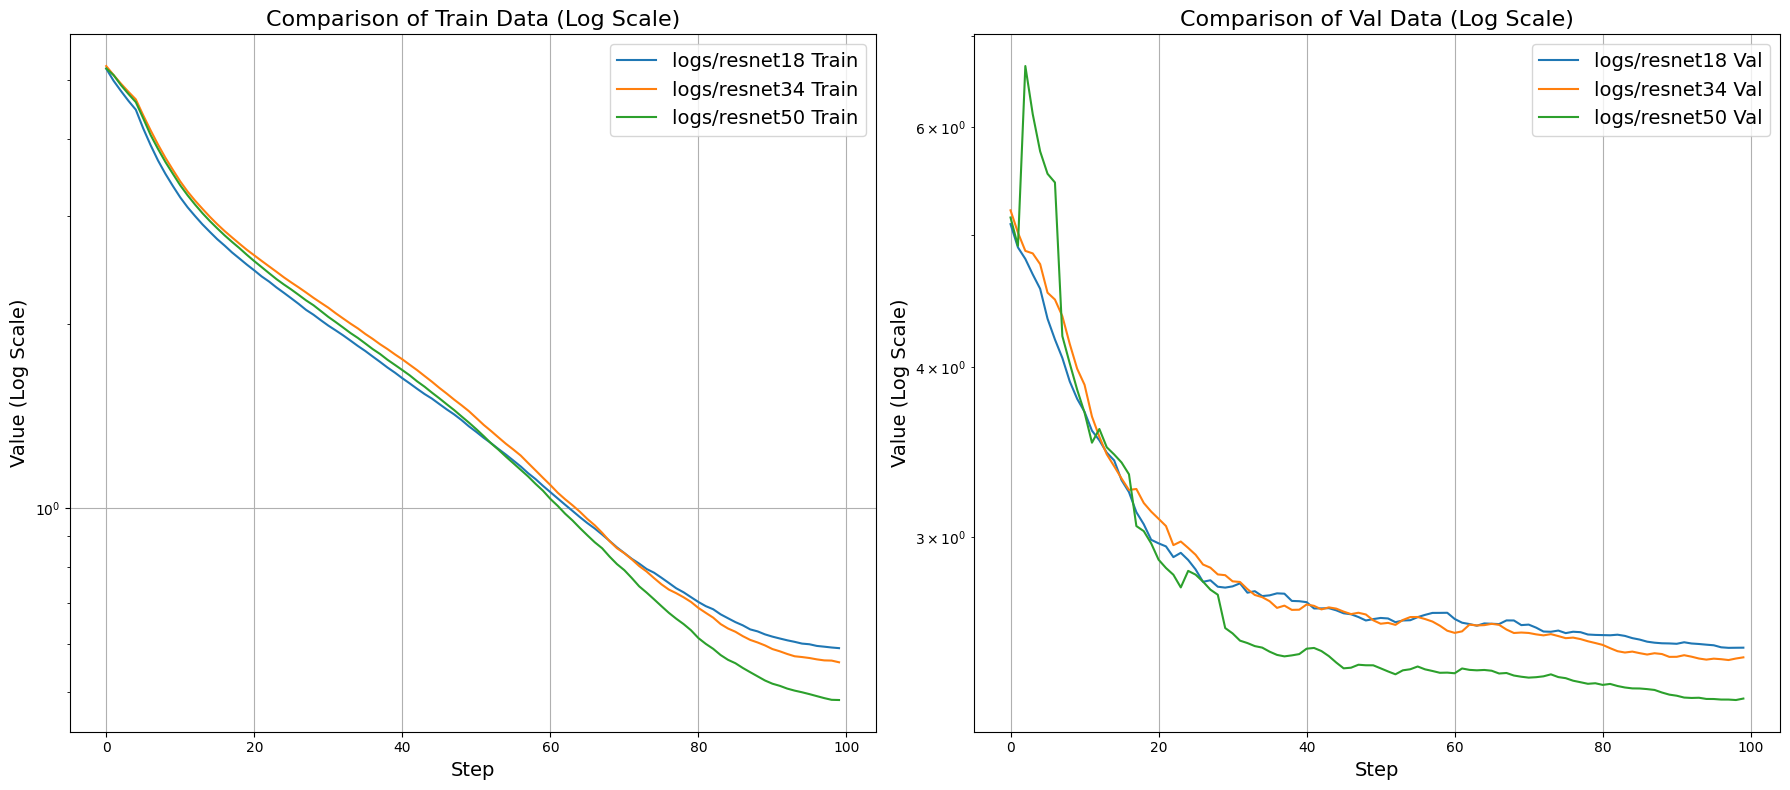 Comparison of Train Data (Log Scale)
logs/resnet18 Train
logs/resnet34 Train
logs/resnet50 Train
Value (Log Scale)
10⁰
0 20 40 60 80 100
Step
Comparison of Val Data (Log Scale)
logs/resnet18 Val
logs/resnet34 Val
logs/resnet50 Val
Value (Log Scale)
6 × 10⁰
4 × 10⁰
3 × 10⁰
0 20 40 60 80 100
Step